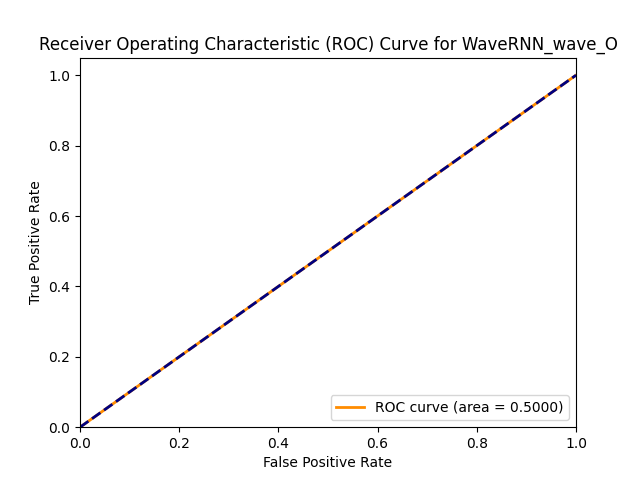 Receiver Operating Characteristic (ROC) Curve for WaveRNN_wave_O
1.0
0.8
0.6
0.4
0.2
0.0
True Positive Rate
ROC curve (area = 0.5000)
0.0 0.2 0.4 0.6 0.8 1.0
False Positive Rate